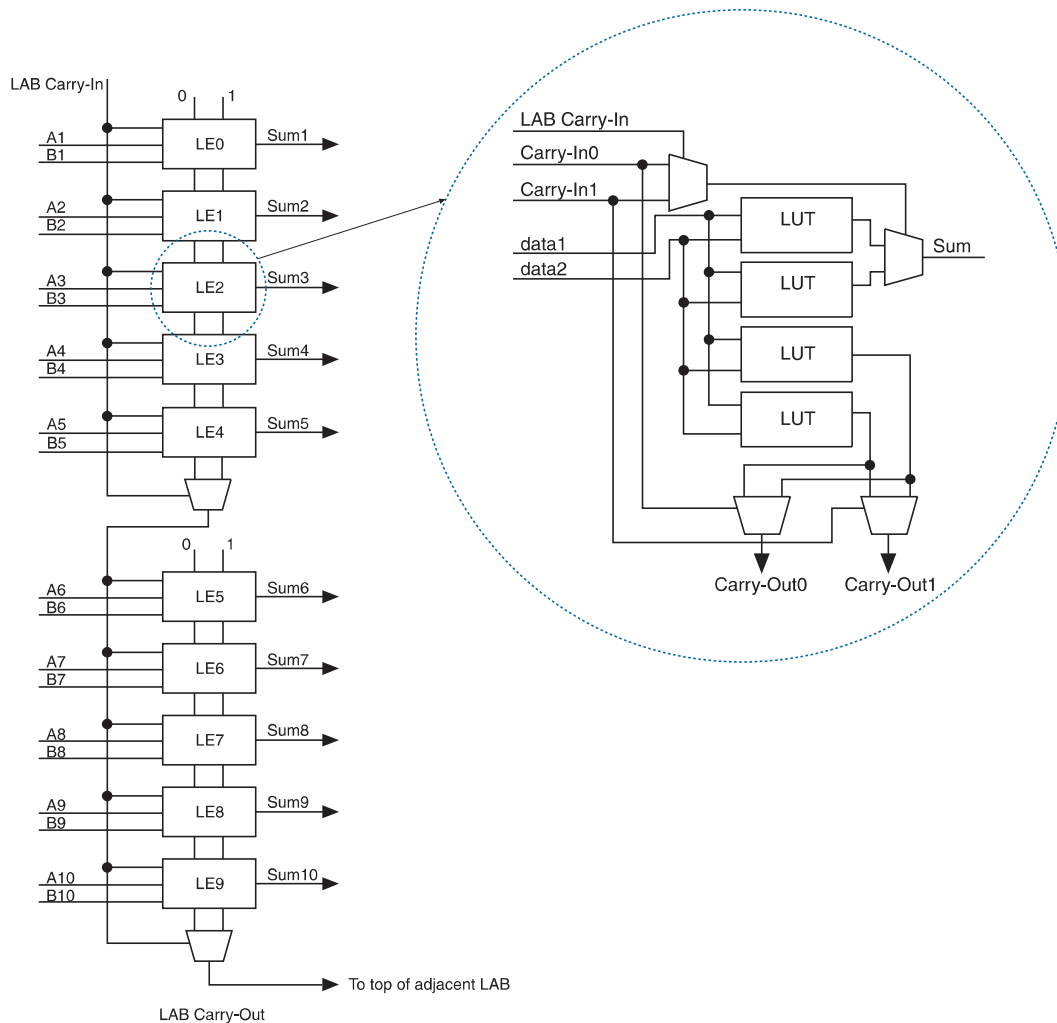 LAB Carry-In
0 1
A1
B1
LE0
Sum1
A2
B2
LE1
Sum2
A3
B3
LE2
Sum3
A4
B4
LE3
Sum4
A5
B5
LE4
Sum5
0 1
A6
B6
LE5
Sum6
A7
B7
LE6
Sum7
A8
B8
LE7
Sum8
A9
B9
LE8
Sum9
A10
B10
LE9
Sum10
To top of adjacent LAB
LAB Carry-Out
LAB Carry-In
Carry-In0
Carry-In1
data1
data2
LUT
LUT
LUT
LUT
Sum
Carry-Out0
Carry-Out1